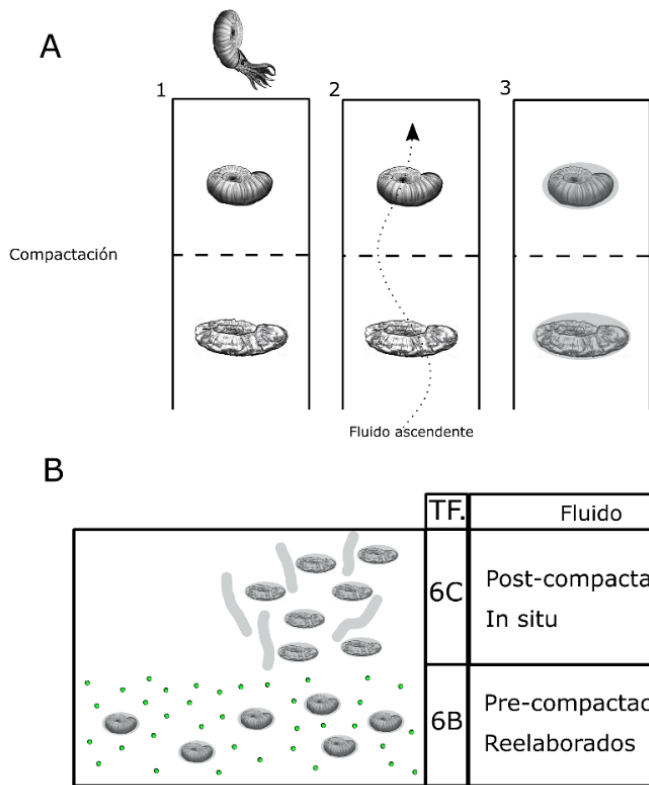 A
1
2
3
Compactación
Fluido ascendente
B
TF.
Fluido
6C
Post-compacta
In situ
6B
Pre-compactac
Reelaborados